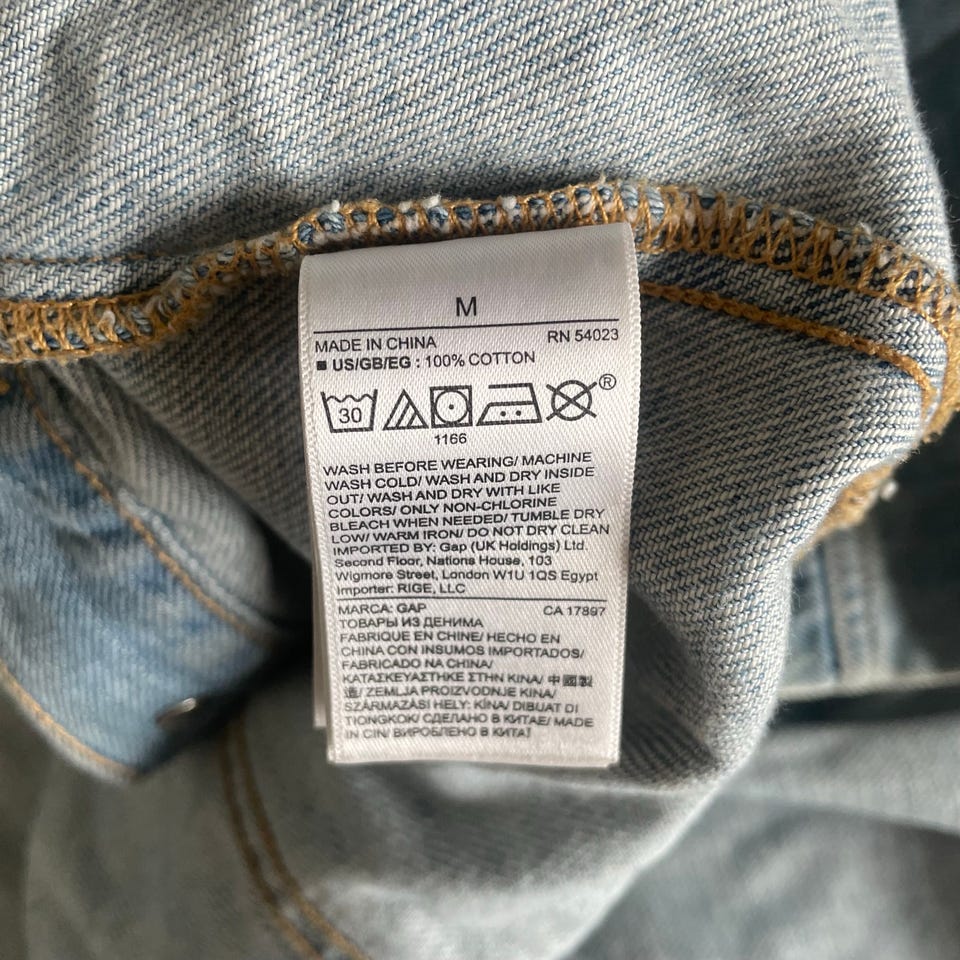 M
MADE IN CHINA RN 54023
■ US/GB/EG : 100% COTTON
30 ®
1166
WASH BEFORE WEARING/ MACHINE
WASH COLD/ WASH AND DRY INSIDE
OUT/ WASH AND DRY WITH LIKE
COLORS/ ONLY NON-CHLORINE
BLEACH WHEN NEEDED/ TUMBLE DRY
LOW/ WARM IRON/ DO NOT DRY CLEAN
IMPORTED BY: Gap (UK Holdings) Ltd.
Second Floor, Nations House, 103
Wigmore Street, London W1U 1QS Egypt
Importer: RIGE, LLC
MARCA: GAP CA 17897
ТОВАРЫ ИЗ ДЕНИМА
FABRIQUE EN CHINE/ HECHO EN
CHINA CON INSUMOS IMPORTADOS/
FABRICADO NA CHINA/
ΚΑΤΑΣΚΕΥΑΣΤΗΚΕ ΣΤΗΝ ΚΙΝΑ/ 中國製
造/ ZEMLJA PROIZVODNJE KINA/
SZÁRMAZÁSI HELY: KÍNA/ DIBUAT DI
TIONGKOK/ СДЕЛАНО В КИТАЕ/ MADE
IN CIN/ ВИРОБЛЕНО В КИТАЇ